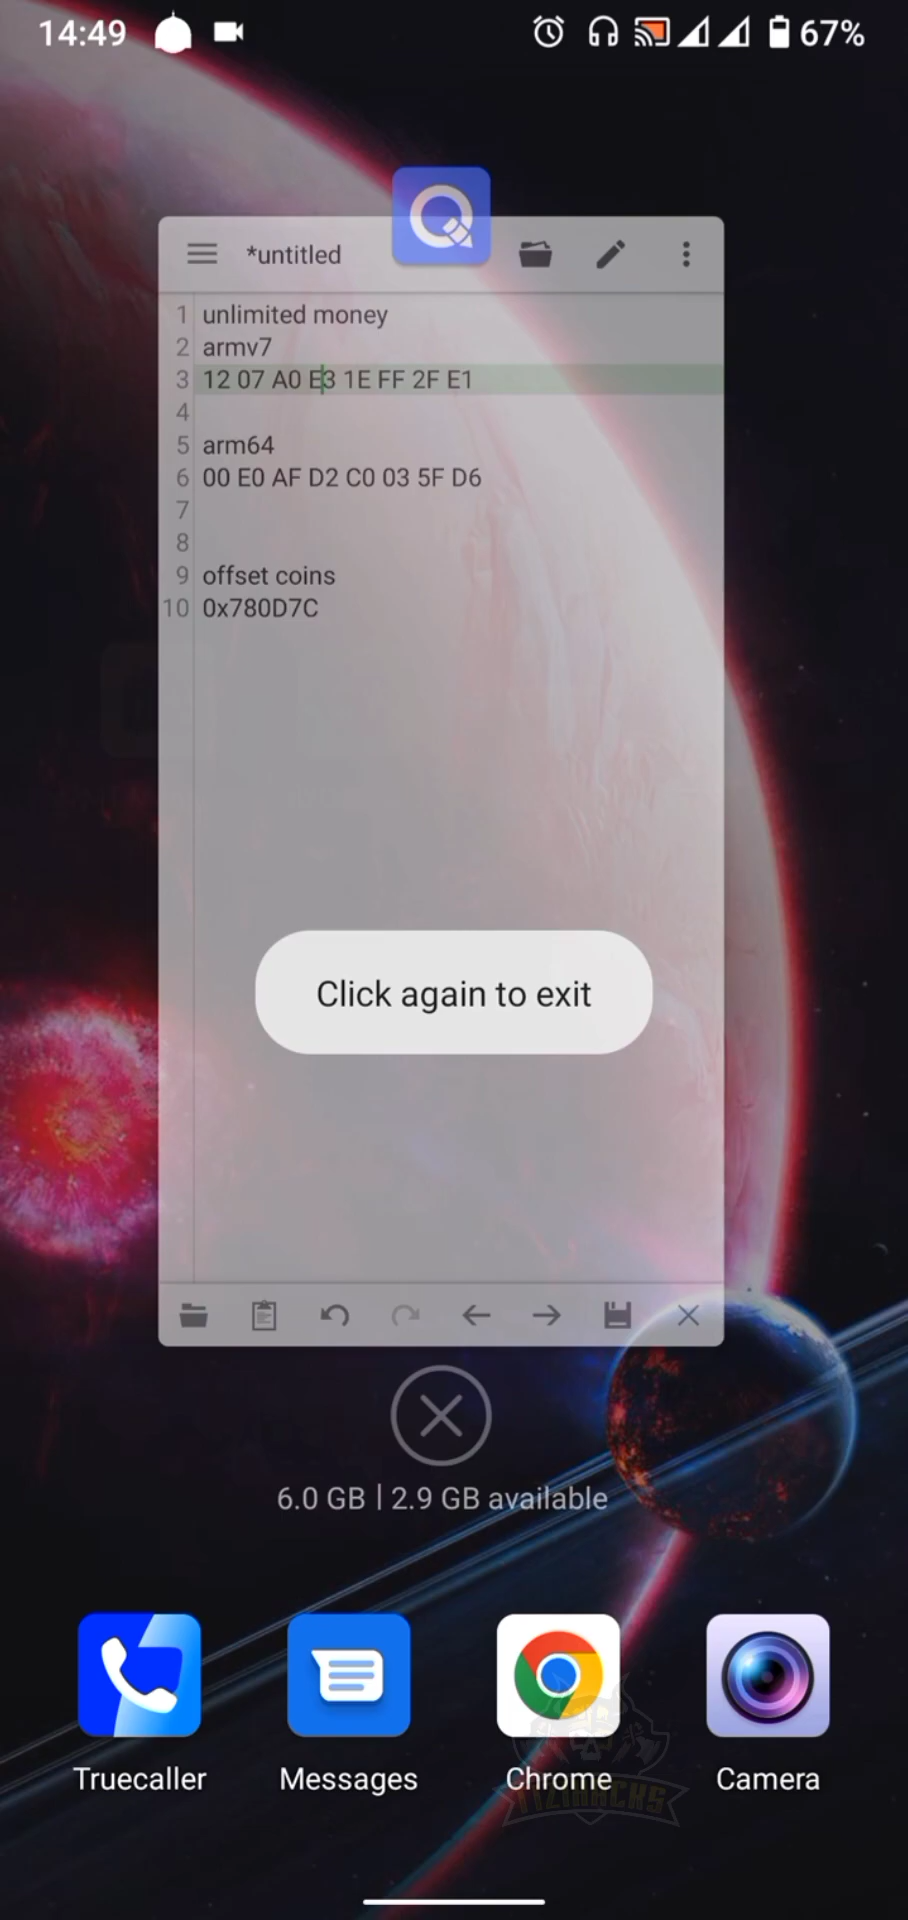 14:49
67%
*untitled
1 unlimited money
2 armv7
3 12 07 A0 E3 1E FF 2F E1
4
5 arm64
6 00 E0 AF D2 C0 03 5F D6
7
8
9 offset coins
10 0x780D7C
Click again to exit
6.0 GB | 2.9 GB available
Truecaller
Messages
Chrome
Camera